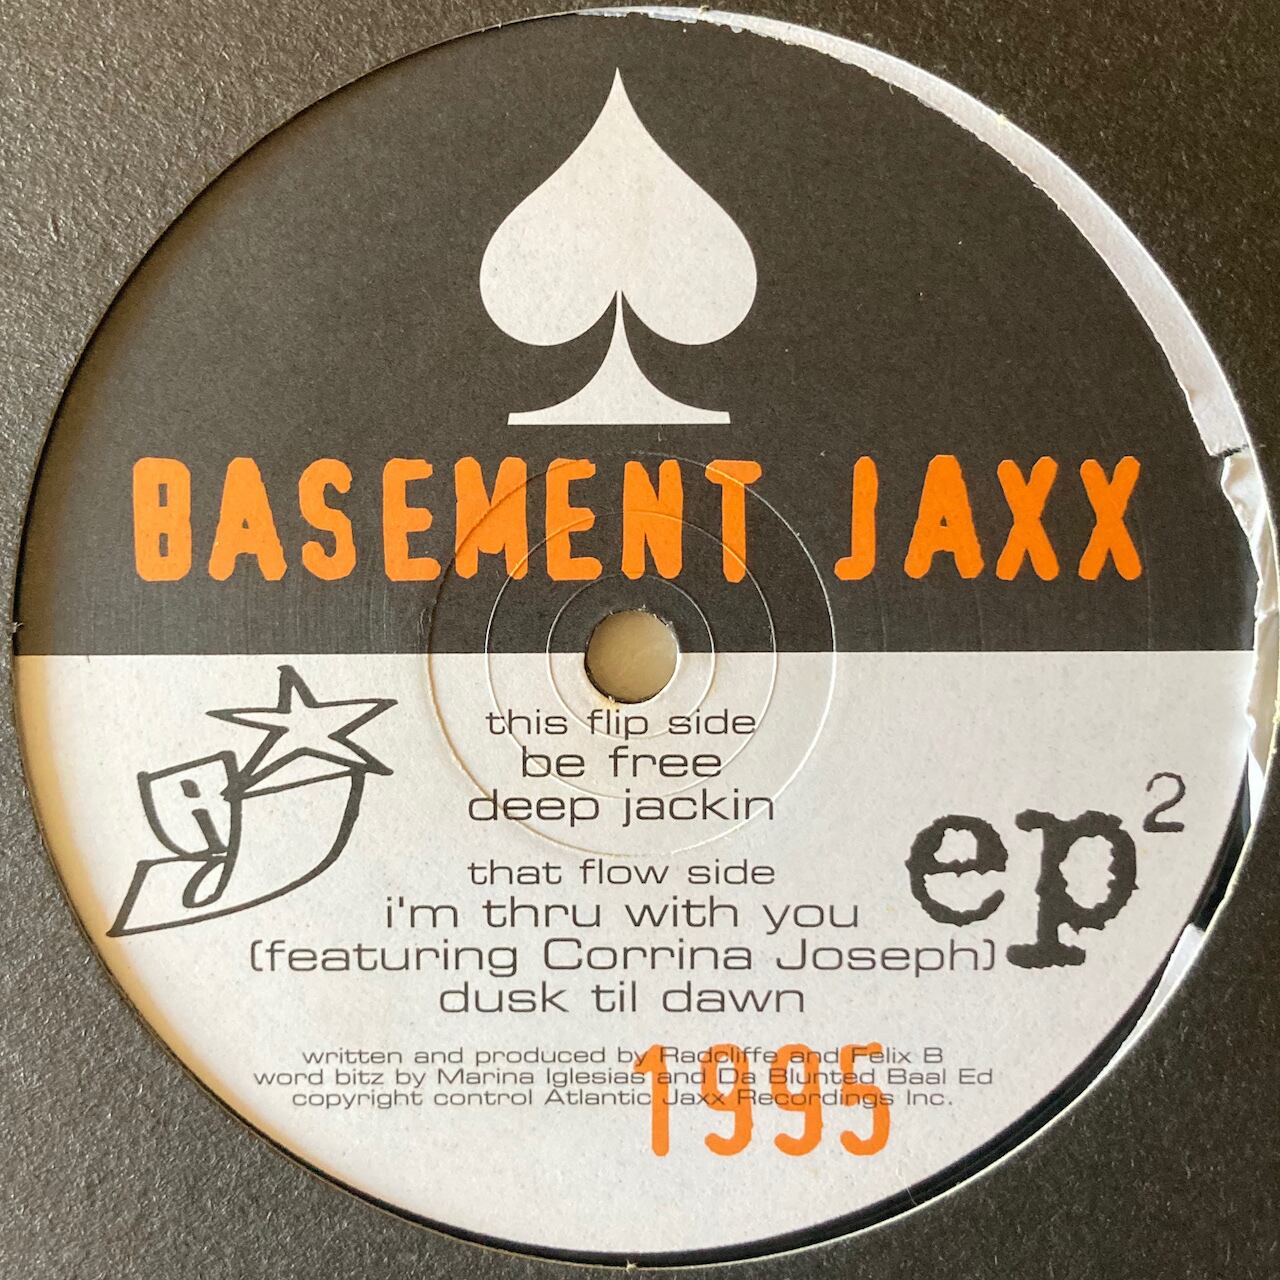 BASEMENT JAXX
this flip side
be free
deep jackin
ep²
that flow side
i'm thru with you
(featuring Corrina Joseph)
dusk til dawn
written and produced by Radcliffe and Felix B
word bitz by Marina Iglesias and Da Blunted Baal Ed
copyright control Atlantic Jaxx Recordings Inc.
1995